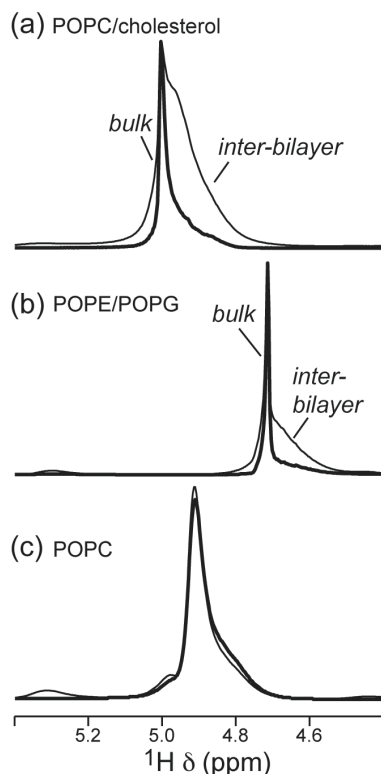 (a) POPC/cholesterol
bulk
inter-bilayer
(b) POPE/POPG
bulk
inter-
bilayer
(c) POPC
5.2 5.0 4.8 4.6
¹H δ (ppm)